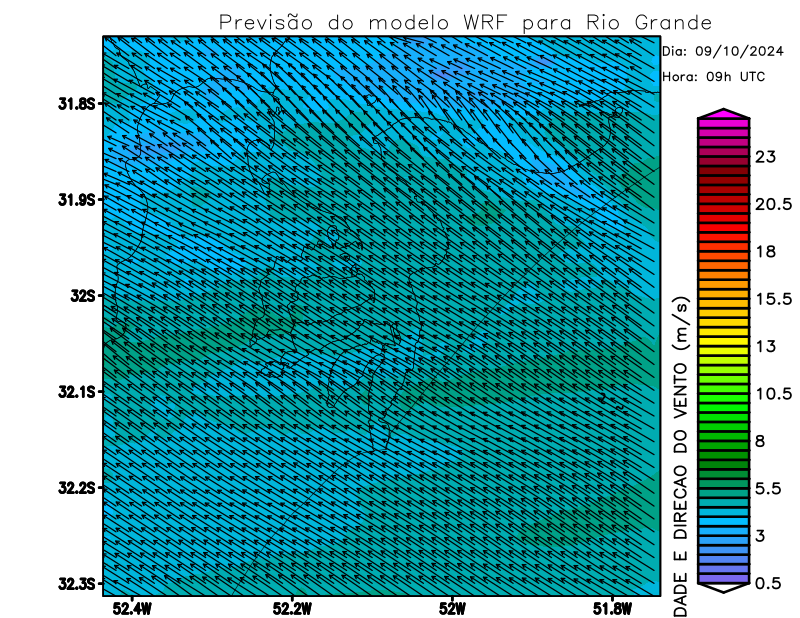 Previsão do modelo WRF para Rio Grande
Dia: 09/10/2024
Hora: 09h UTC
31.8S
31.9S
32S
32.1S
32.2S
32.3S
52.4W
52.2W
52W
51.8W
DADE E DIRECAO DO VENTO (m/s)
23
20.5
18
15.5
13
10.5
8
5.5
3
0.5